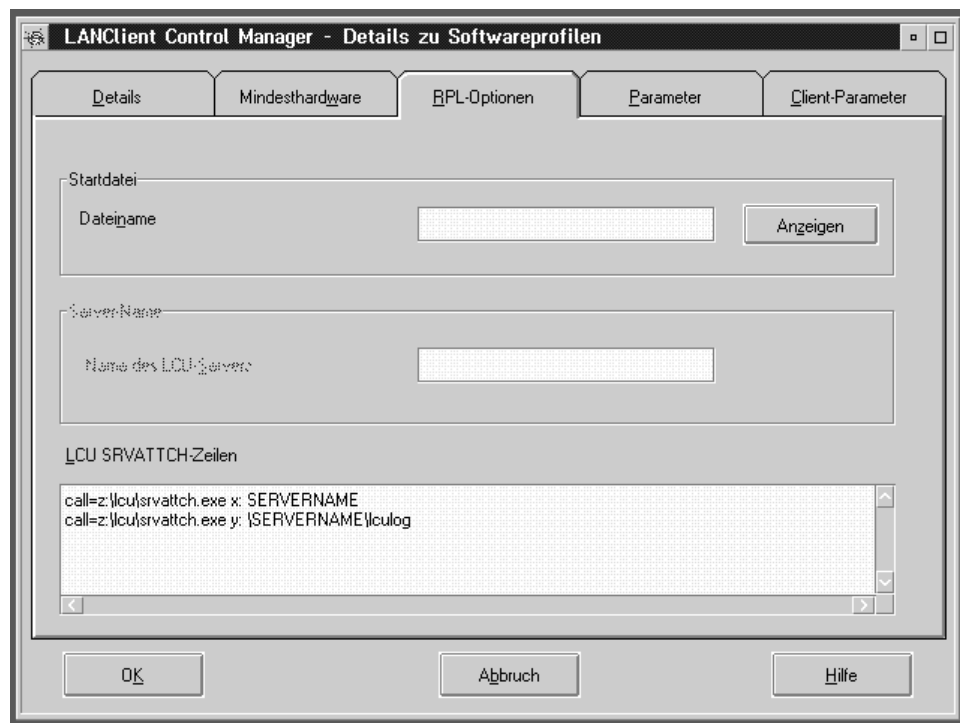 LANClient Control Manager - Details zu Softwareprofilen
Details
Mindesthardware
RPL-Optionen
Parameter
Client-Parameter
Startdatei
Dateiname
Anzeigen
Server-Name
Name des LCU-Servers
LCU SRVATTCH-Zeilen
call=z:\lcu\srvattch.exe x: SERVERNAME
call=z:\lcu\srvattch.exe y: \SERVERNAME\lculog
OK
Abbruch
Hilfe